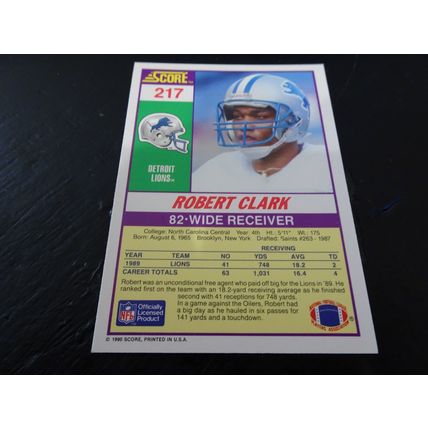 SCORE
217
DETROIT
LIONS
ROBERT CLARK
82·WIDE RECEIVER
College: North Carolina Central Year: 4th Ht.: 5'11" Wt.: 175
Born: August 6, 1965 Brooklyn, New York Drafted: Saints #263 - 1987
RECEIVING
YEAR TEAM NO YDS AVG TD
1989 LIONS 41 748 18.2 2
CAREER TOTALS 63 1,031 16.4 4
Robert was an unconditional free agent who paid off big for the Lions in '89. He
ranked first on the team with an 18.2-yard receiving average as he finished
second with 41 receptions for 748 yards.
In a game against the Oilers, Robert had
a big day as he hauled in six passes for
141 yards and a touchdown.
NFL
Officially
Licensed
Product
NATIONAL FOOTBALL LEAGUE
PLAYERS ASSOCIATION
®
© 1990 SCORE, PRINTED IN U.S.A.